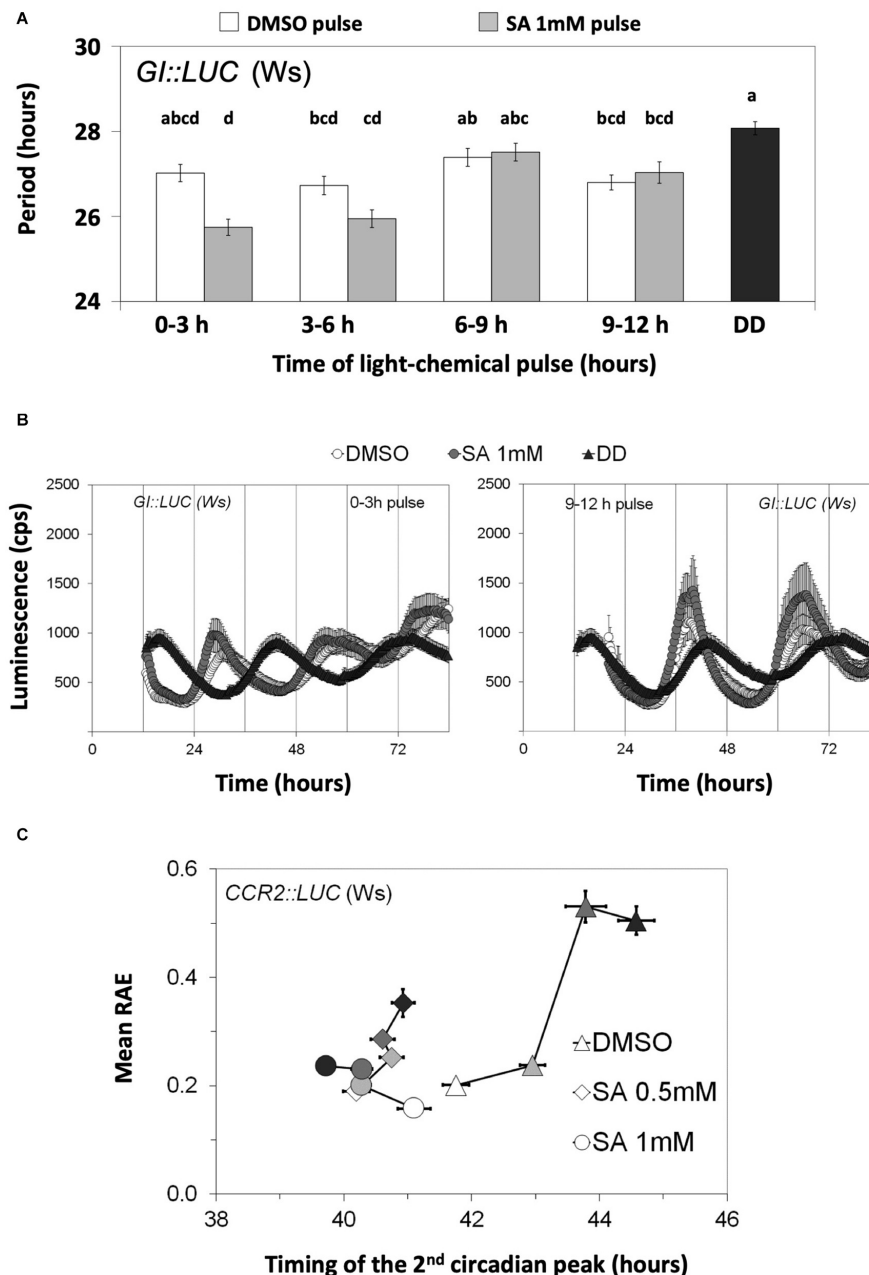 A
DMSO pulse SA 1mM pulse
GI::LUC (Ws)
Period (hours)
30
28
26
24
abcd d bcd cd ab abc bcd bcd a
0-3 h 3-6 h 6-9 h 9-12 h DD
Time of light-chemical pulse (hours)
B
DMSO SA 1mM DD
Luminescence (cps)
2500
2000
1500
1000
500
GI::LUC (Ws) 0-3h pulse
0 24 48 72
Time (hours)
2500
2000
1500
1000
500
9-12 h pulse GI::LUC (Ws)
0 24 48 72
Time (hours)
C
CCR2::LUC (Ws)
Mean RAE
0.6
0.4
0.2
0.0
DMSO
SA 0.5mM
SA 1mM
38 40 42 44 46
Timing of the 2nd circadian peak (hours)